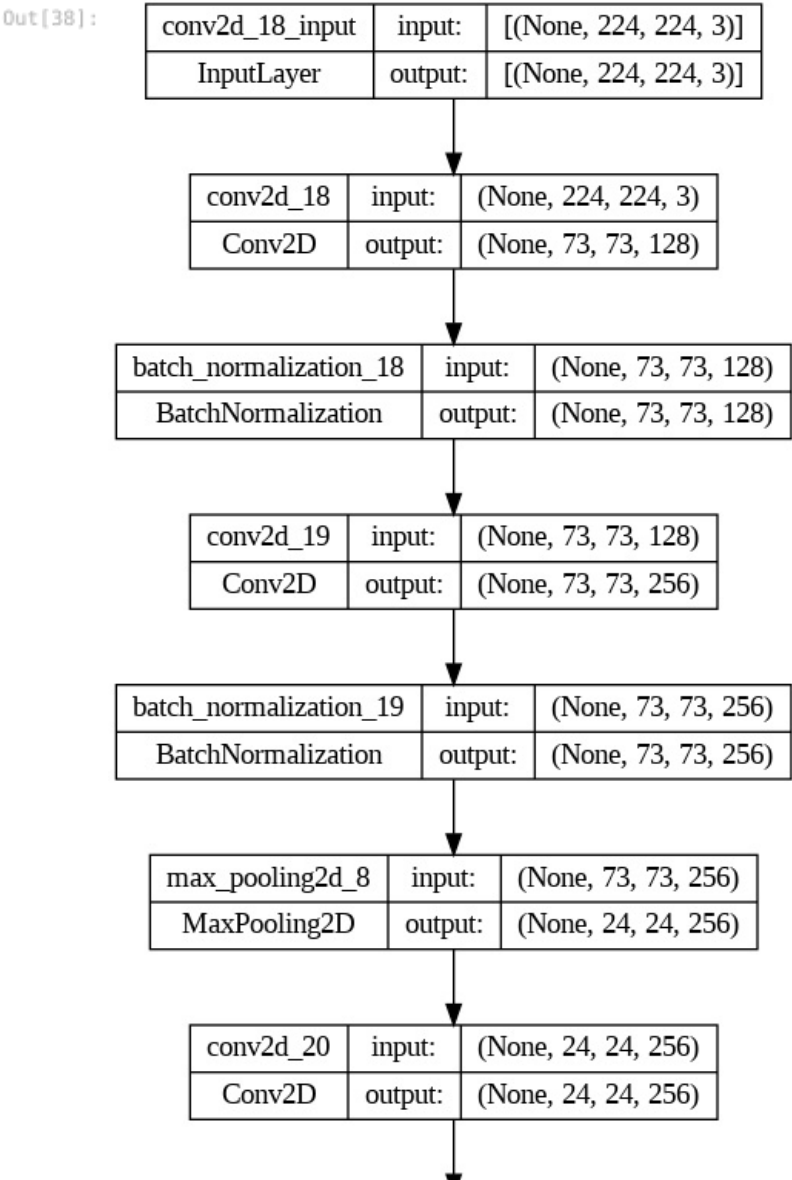 Out[38]:
conv2d_18_input input: [(None, 224, 224, 3)]
InputLayer output: [(None, 224, 224, 3)]
conv2d_18 input: (None, 224, 224, 3)
Conv2D output: (None, 73, 73, 128)
batch_normalization_18 input: (None, 73, 73, 128)
BatchNormalization output: (None, 73, 73, 128)
conv2d_19 input: (None, 73, 73, 128)
Conv2D output: (None, 73, 73, 256)
batch_normalization_19 input: (None, 73, 73, 256)
BatchNormalization output: (None, 73, 73, 256)
max_pooling2d_8 input: (None, 73, 73, 256)
MaxPooling2D output: (None, 24, 24, 256)
conv2d_20 input: (None, 24, 24, 256)
Conv2D output: (None, 24, 24, 256)